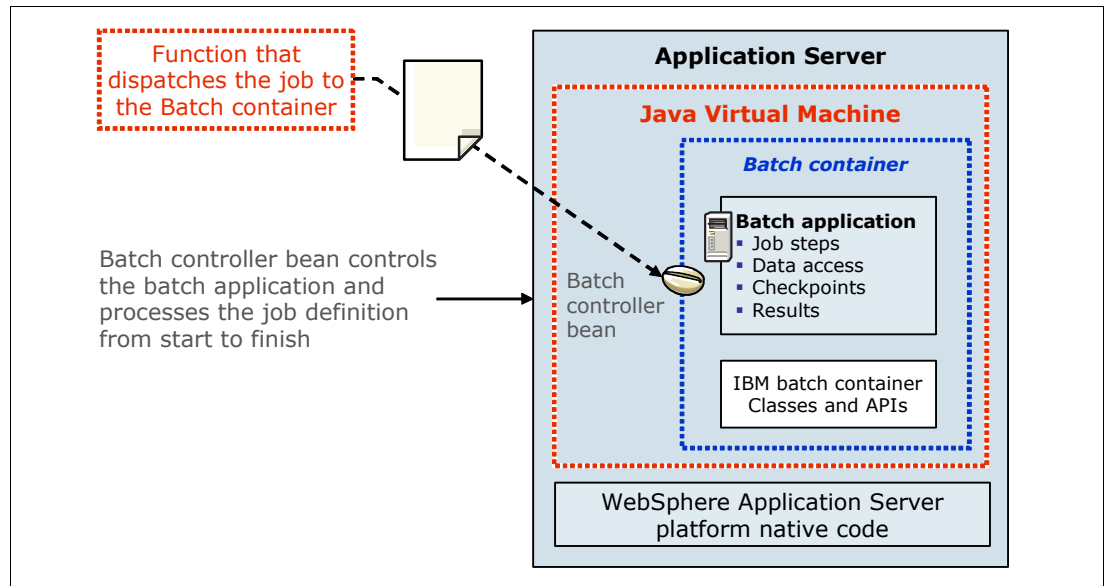 Function that
dispatches the job to
the Batch container
Application Server
Java Virtual Machine
Batch container
Batch application
▪ Job steps
▪ Data access
▪ Checkpoints
▪ Results
Batch controller bean controls
the batch application and
processes the job definition
from start to finish
Batch
controller
bean
IBM batch container
Classes and APIs
WebSphere Application Server
platform native code